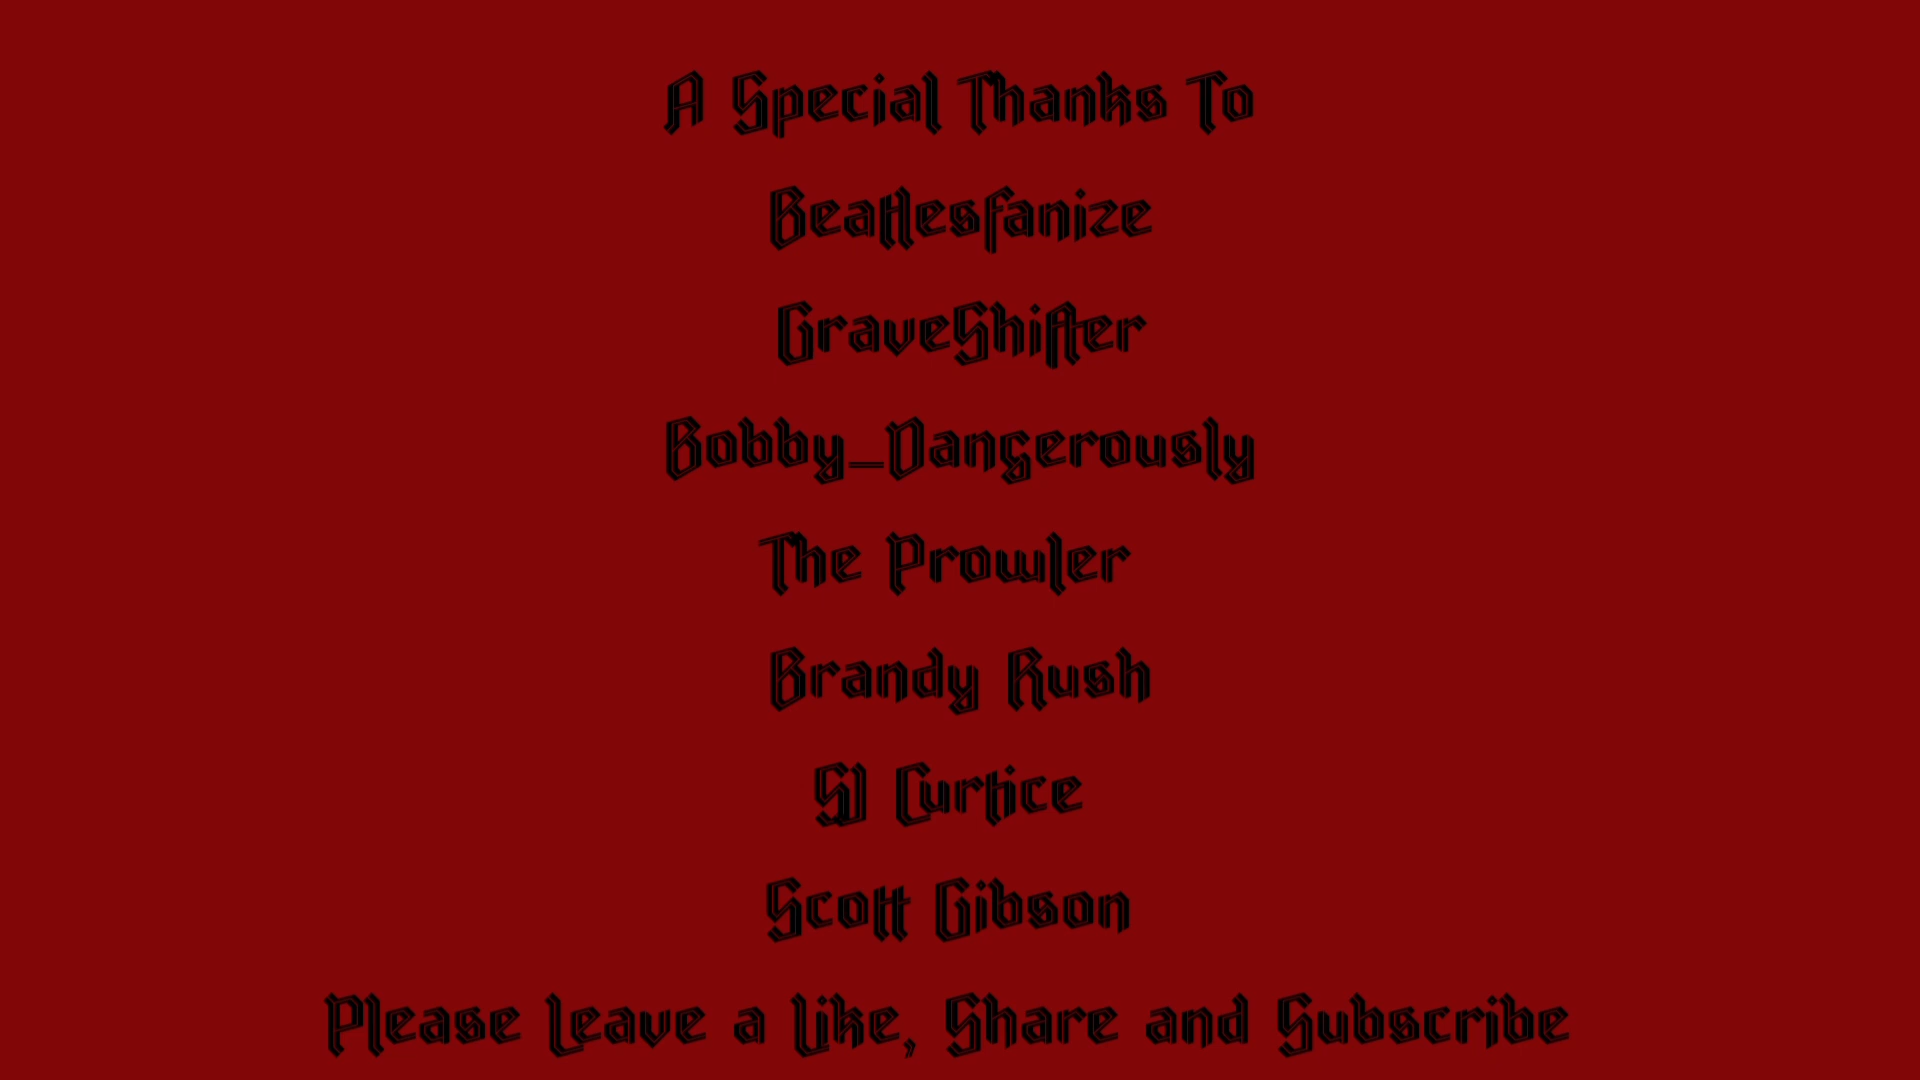 A Special Thanks To
Beatlesfanize
GraveShifter
Bobby_Dangerously
The Prowler
Brandy Rush
SJ Curtice
Scott Gibson
Please Leave a Like, Share and Subscribe